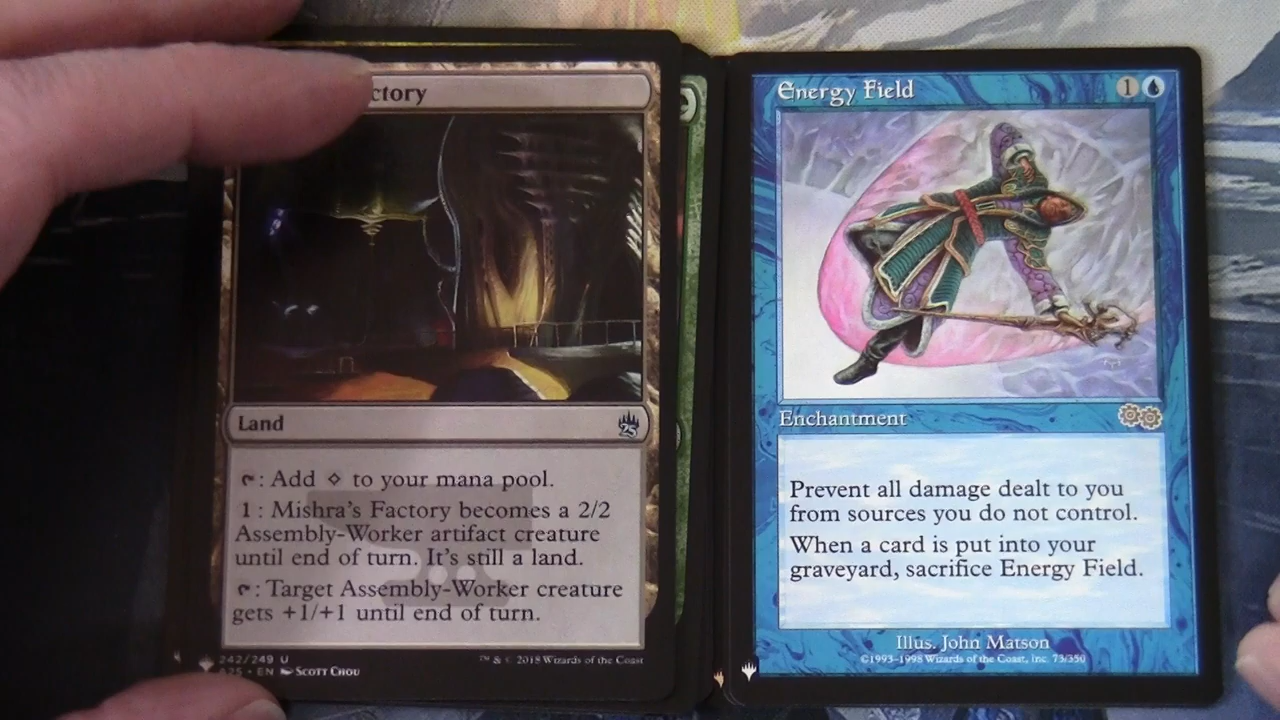 ctory
Land
25
: Add to your mana pool.
1 : Mishra's Factory becomes a 2/2
Assembly-Worker artifact creature
until end of turn. It's still a land.
: Target Assembly-Worker creature
gets +1/+1 until end of turn.
242/249 U
A25 · EN SCOTT CHOU
™ & © 2018 Wizards of the Coast
Energy Field
1
Enchantment
Prevent all damage dealt to you
from sources you do not control.
When a card is put into your
graveyard, sacrifice Energy Field.
Illus. John Matson
©1993-1998 Wizards of the Coast, Inc. 73/350